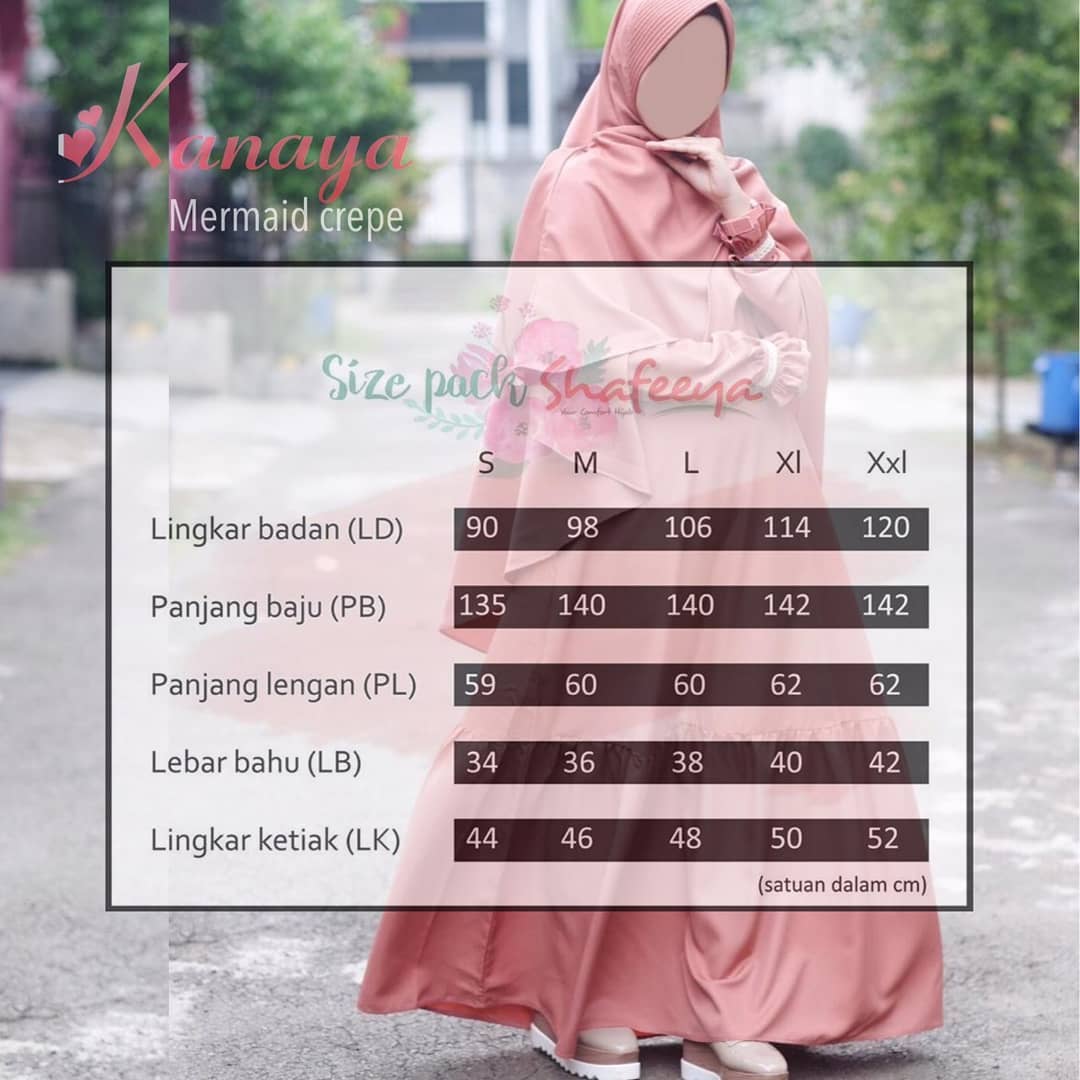 Kanaya
Mermaid crepe
Size pack Shafeeya
Your Comfort Hijab
S M L Xl Xxl
Lingkar badan (LD) 90 98 106 114 120
Panjang baju (PB) 135 140 140 142 142
Panjang lengan (PL) 59 60 60 62 62
Lebar bahu (LB) 34 36 38 40 42
Lingkar ketiak (LK) 44 46 48 50 52
(satuan dalam cm)